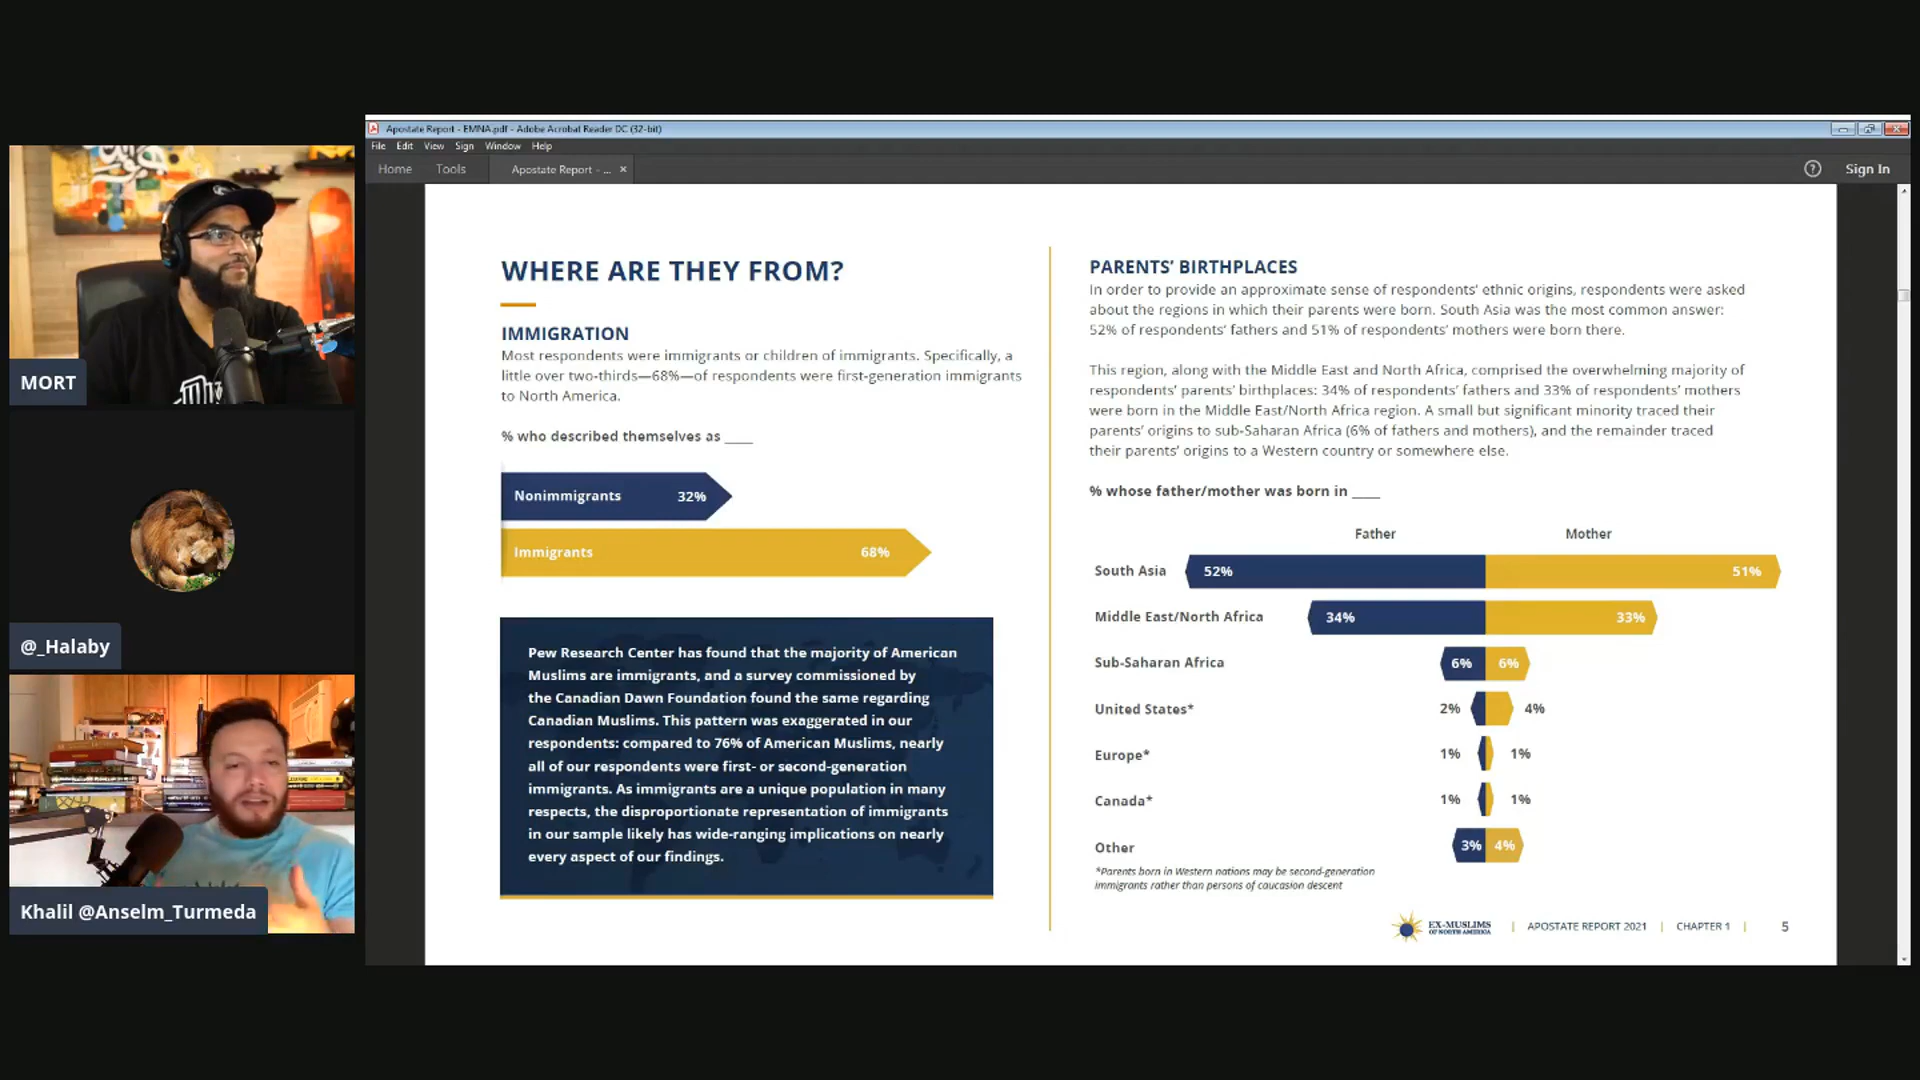 Apostate Report - EMNA.pdf - Adobe Acrobat Reader DC (32-bit)
File Edit View Sign Window Help
Home Tools Apostate Report - ... × ? Sign In
MORT
@_Halaby
Khalil @Anselm_Turmeda
WHERE ARE THEY FROM?
IMMIGRATION
Most respondents were immigrants or children of immigrants. Specifically, a
little over two-thirds—68%—of respondents were first-generation immigrants
to North America.
% who described themselves as ____
Nonimmigrants 32%
Immigrants 68%
Pew Research Center has found that the majority of American
Muslims are immigrants, and a survey commissioned by
the Canadian Dawn Foundation found the same regarding
Canadian Muslims. This pattern was exaggerated in our
respondents: compared to 76% of American Muslims, nearly
all of our respondents were first- or second-generation
immigrants. As immigrants are a unique population in many
respects, the disproportionate representation of immigrants
in our sample likely has wide-ranging implications on nearly
every aspect of our findings.
PARENTS' BIRTHPLACES
In order to provide an approximate sense of respondents' ethnic origins, respondents were asked
about the regions in which their parents were born. South Asia was the most common answer:
52% of respondents' fathers and 51% of respondents' mothers were born there.
This region, along with the Middle East and North Africa, comprised the overwhelming majority of
respondents' parents' birthplaces: 34% of respondents' fathers and 33% of respondents' mothers
were born in the Middle East/North Africa region. A small but significant minority traced their
parents' origins to sub-Saharan Africa (6% of fathers and mothers), and the remainder traced
their parents' origins to a Western country or somewhere else.
% whose father/mother was born in ____
Father Mother
South Asia 52% 51%
Middle East/North Africa 34% 33%
Sub-Saharan Africa 6% 6%
United States* 2% 4%
Europe* 1% 1%
Canada* 1% 1%
Other 3% 4%
*Parents born in Western nations may be second-generation
immigrants rather than persons of caucasion descent
EX-MUSLIMS
OF NORTH AMERICA
| APOSTATE REPORT 2021 | CHAPTER 1 | 5